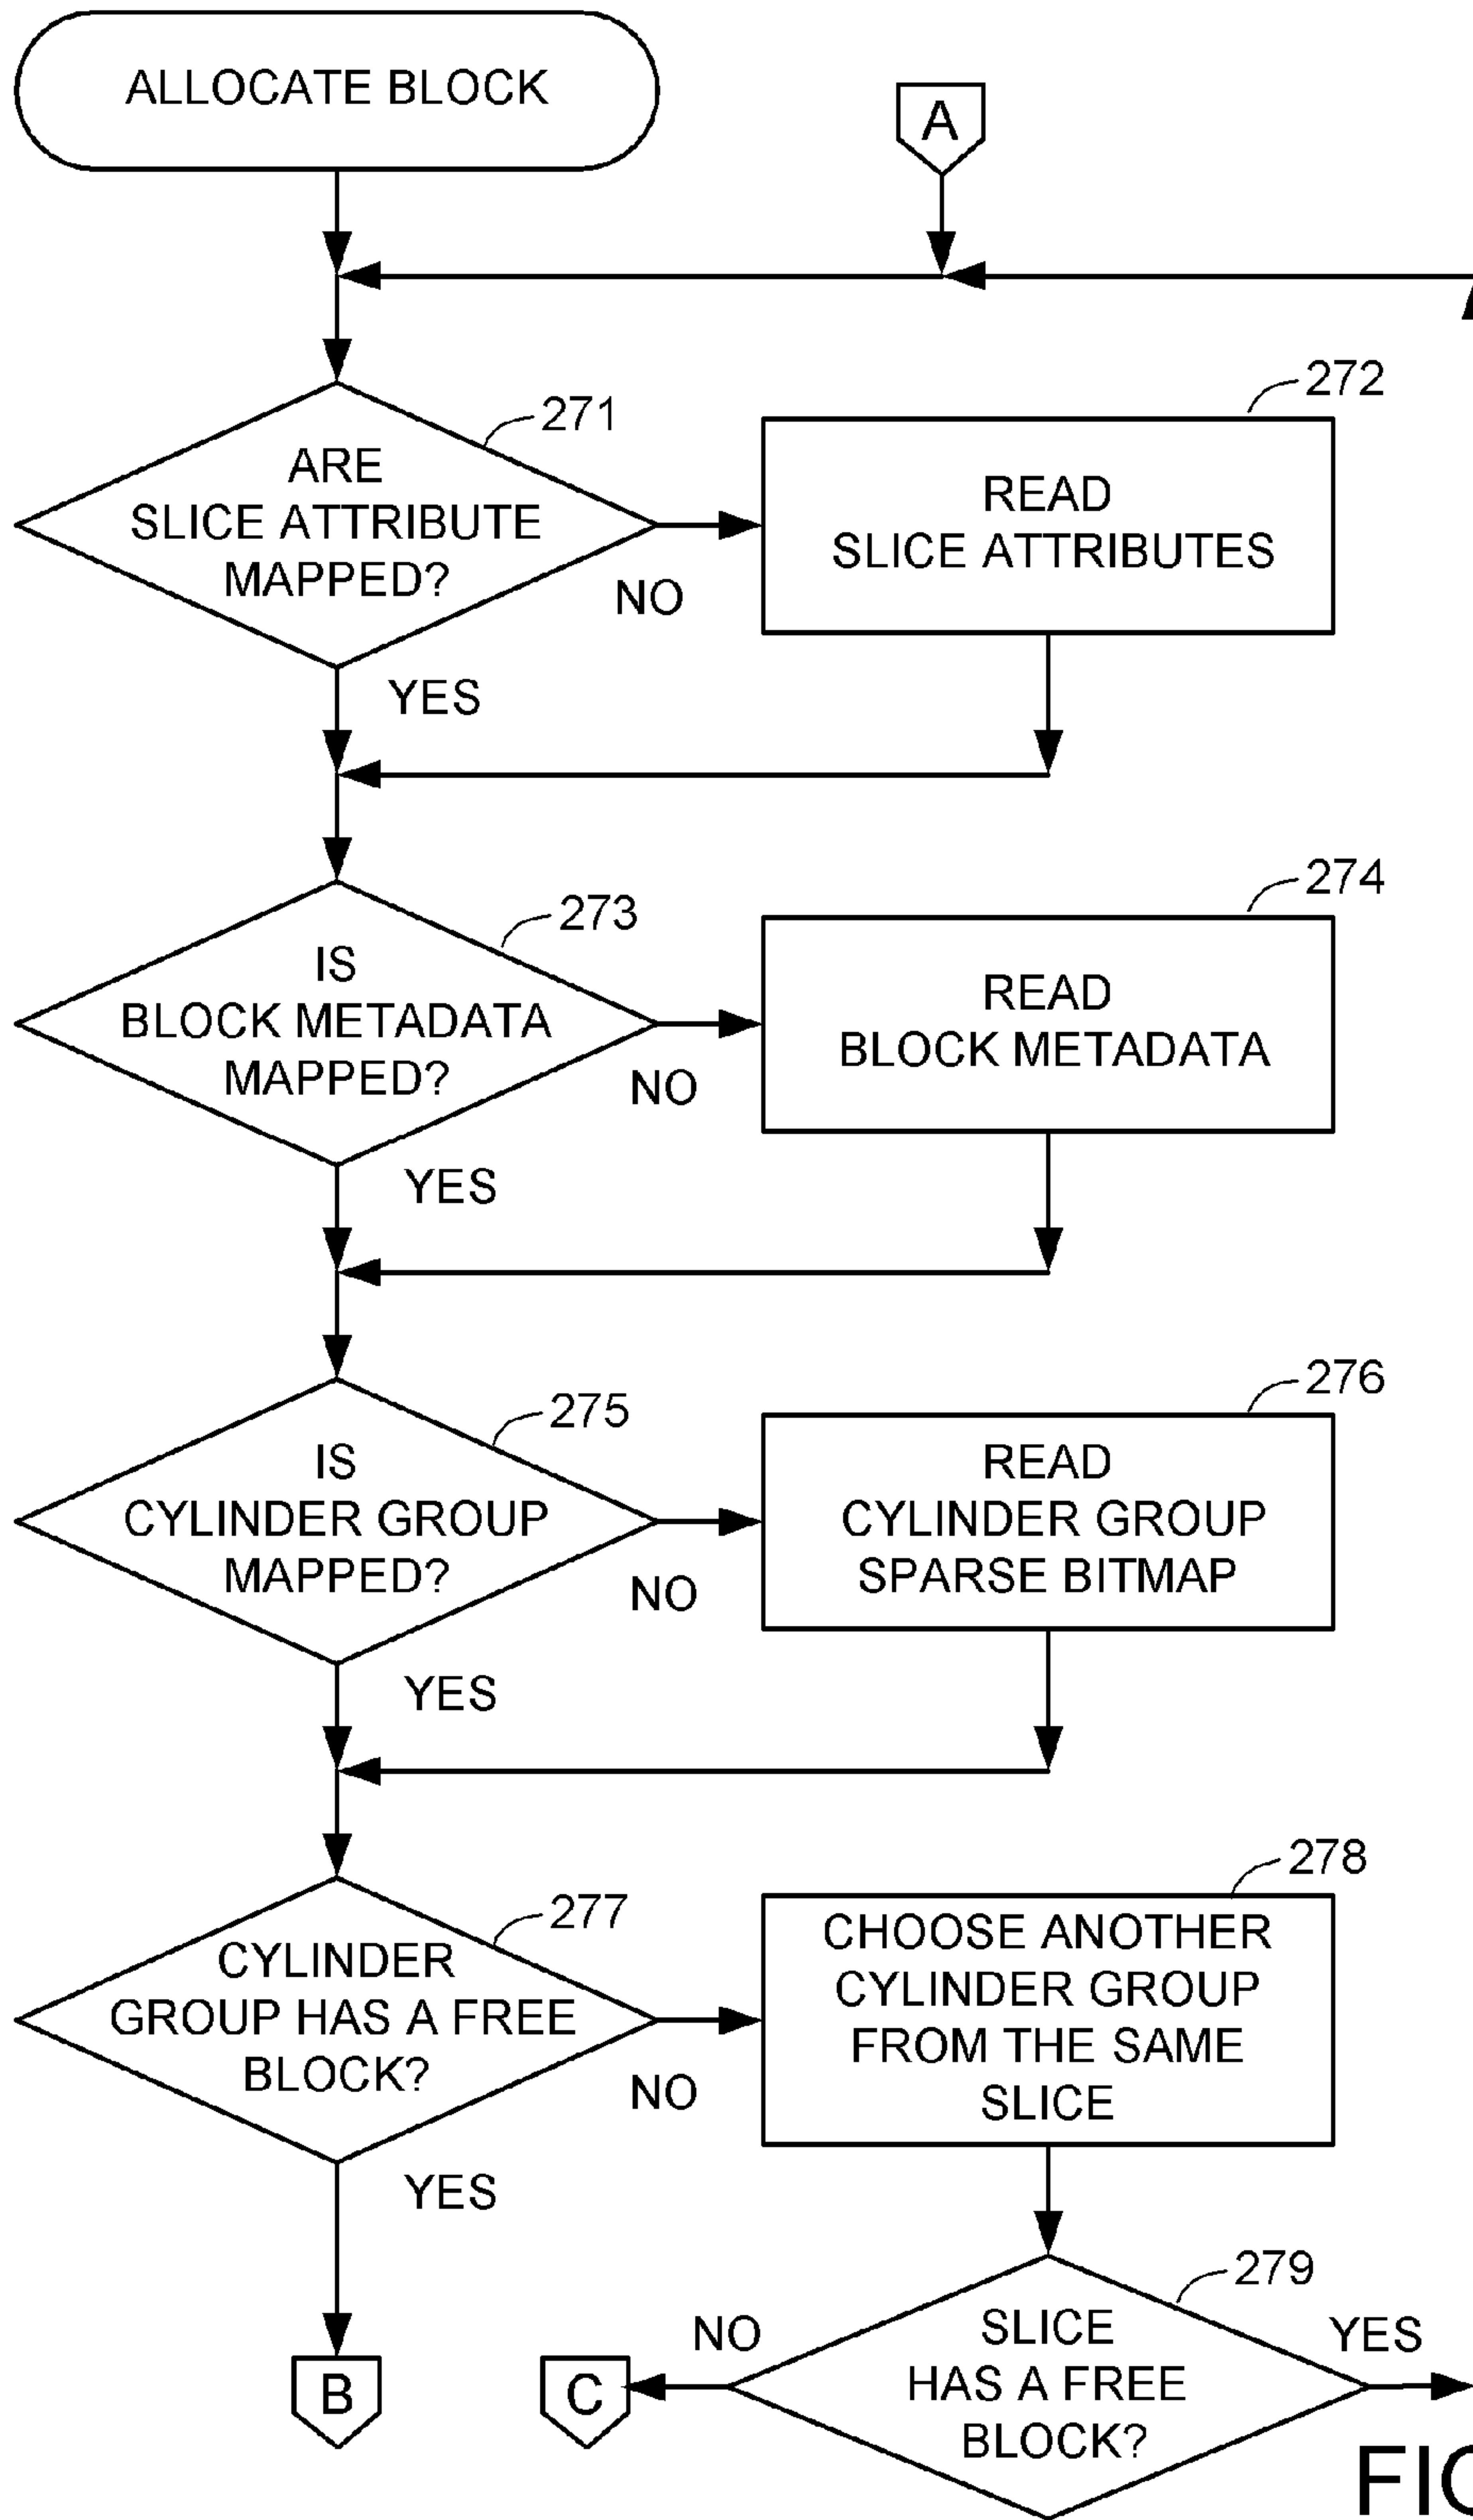 ALLOCATE BLOCK
A
271
ARE
SLICE ATTRIBUTE
MAPPED?
NO
YES
272
READ
SLICE ATTRIBUTES
273
IS
BLOCK METADATA
MAPPED?
NO
YES
274
READ
BLOCK METADATA
275
IS
CYLINDER GROUP
MAPPED?
NO
YES
276
READ
CYLINDER GROUP
SPARSE BITMAP
277
CYLINDER
GROUP HAS A FREE
BLOCK?
NO
YES
278
CHOOSE ANOTHER
CYLINDER GROUP
FROM THE SAME
SLICE
279
SLICE
HAS A FREE
BLOCK?
NO
YES
B
C